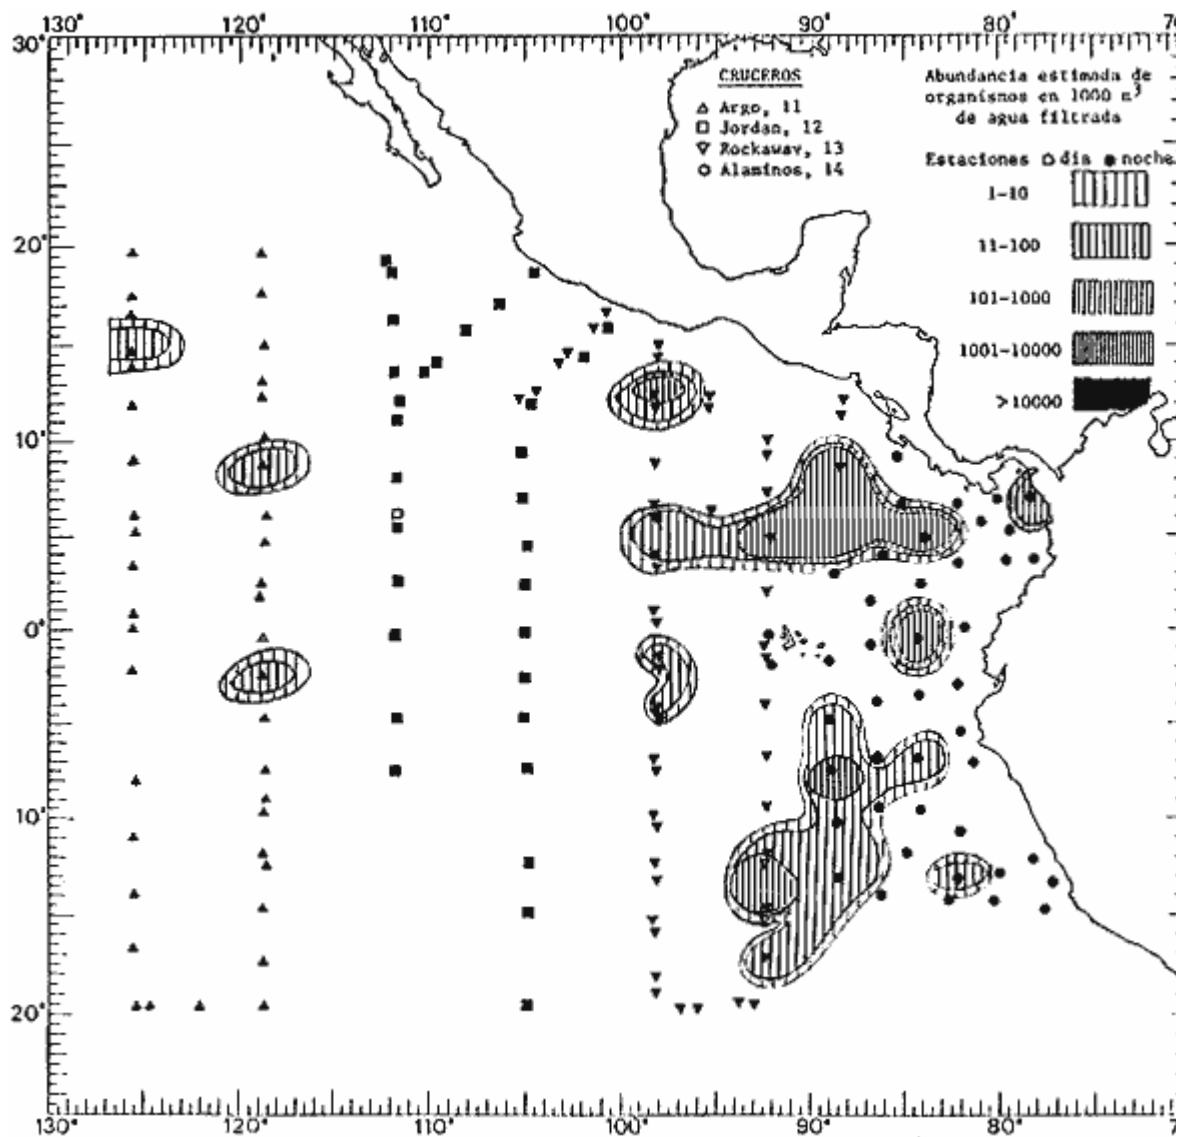 130° 120° 110° 100° 90° 80° 70
30°
CRUCEROS
△ Argo, 11
□ Jordan, 12
▽ Rockaway, 13
○ Alaminos, 14
Abundancia estimada de
organismos en 1000 m³
de agua filtrada
Estaciones ○ dia ● noche
1-10
11-100
101-1000
1001-10000
>10000
20°
10°
0°
10°
20°
130° 120° 110° 100° 90° 80° 7